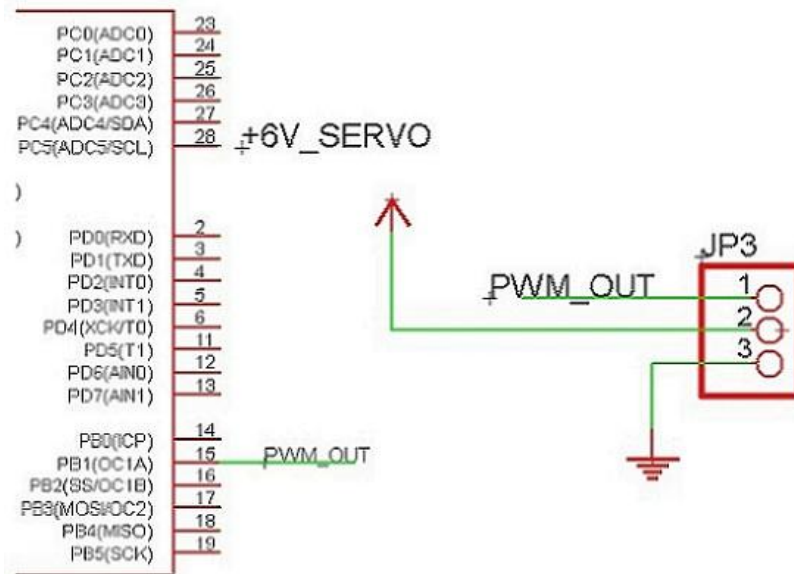 PC0(ADC0) 23
PC1(ADC1) 24
PC2(ADC2) 25
PC3(ADC3) 26
PC4(ADC4/SDA) 27
PC5(ADC5/SCL) 28
+6V_SERVO
)
)
PD0(RXD) 2
PD1(TXD) 3
PD2(INT0) 4
PD3(INT1) 5
PD4(XCK/T0) 6
PD5(T1) 11
PD6(AIN0) 12
PD7(AIN1) 13
JP3
PWM_OUT 1
2
3
PB0(ICP) 14
PB1(OC1A) 15 PWM_OUT
PB2(SS/OC1B) 16
PB3(MOSI/OC2) 17
PB4(MISO) 18
PB5(SCK) 19